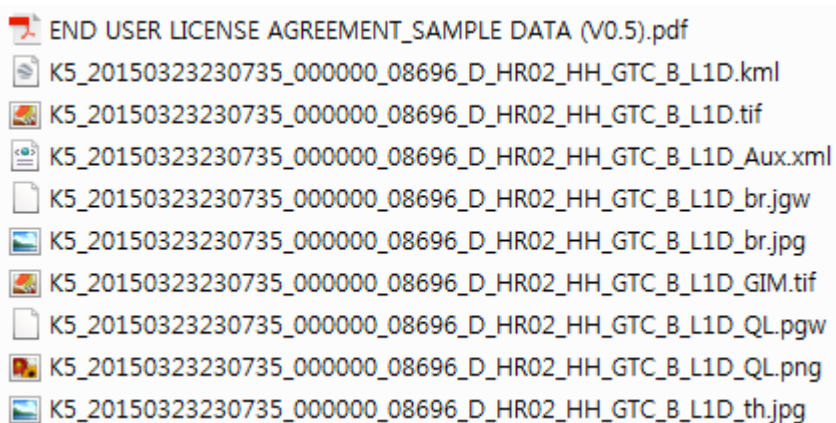 END USER LICENSE AGREEMENT_SAMPLE DATA (V0.5).pdf
K5_20150323230735_000000_08696_D_HR02_HH_GTC_B_L1D.kml
K5_20150323230735_000000_08696_D_HR02_HH_GTC_B_L1D.tif
K5_20150323230735_000000_08696_D_HR02_HH_GTC_B_L1D_Aux.xml
K5_20150323230735_000000_08696_D_HR02_HH_GTC_B_L1D_br.jgw
K5_20150323230735_000000_08696_D_HR02_HH_GTC_B_L1D_br.jpg
K5_20150323230735_000000_08696_D_HR02_HH_GTC_B_L1D_GIM.tif
K5_20150323230735_000000_08696_D_HR02_HH_GTC_B_L1D_QL.pgw
K5_20150323230735_000000_08696_D_HR02_HH_GTC_B_L1D_QL.png
K5_20150323230735_000000_08696_D_HR02_HH_GTC_B_L1D_th.jpg